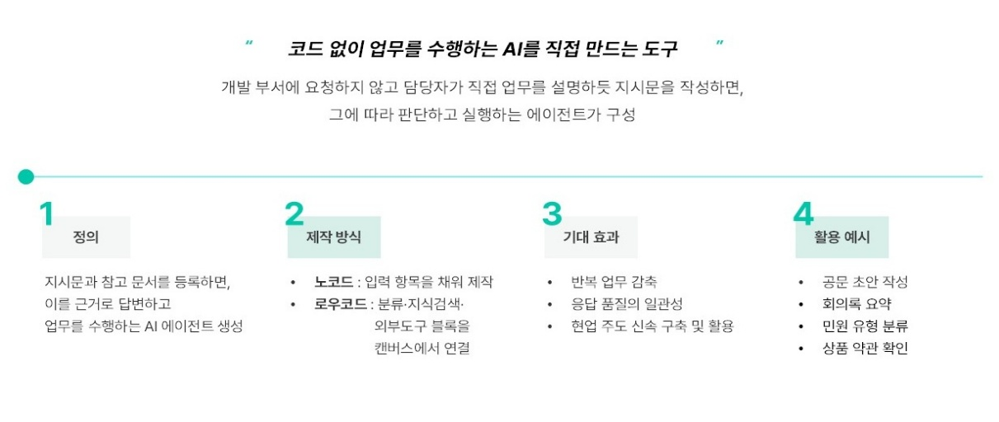 “ 코드 없이 업무를 수행하는 AI를 직접 만드는 도구 ”
개발 부서에 요청하지 않고 담당자가 직접 업무를 설명하듯 지시문을 작성하면,
그에 따라 판단하고 실행하는 에이전트가 구성
1
정의
지시문과 참고 문서를 등록하면,
이를 근거로 답변하고
업무를 수행하는 AI 에이전트 생성
2
제작 방식
• 노코드 : 입력 항목을 채워 제작
• 로우코드 : 분류·지식검색·
외부도구 블록을
캔버스에서 연결
3
기대 효과
• 반복 업무 감축
• 응답 품질의 일관성
• 현업 주도 신속 구축 및 활용
4
활용 예시
• 공문 초안 작성
• 회의록 요약
• 민원 유형 분류
• 상품 약관 확인